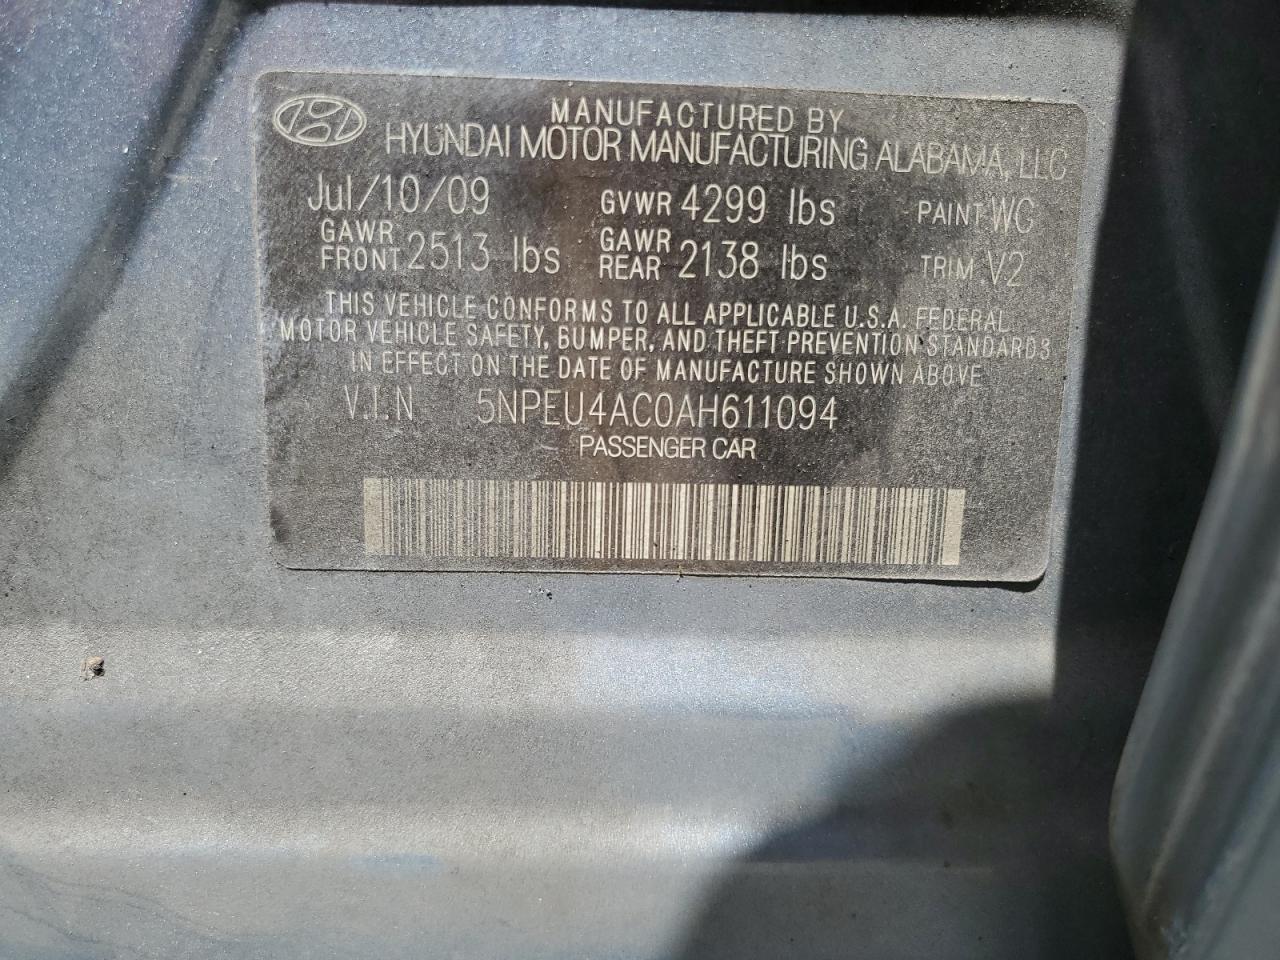 MANUFACTURED BY
HYUNDAI MOTOR MANUFACTURING ALABAMA, LLC
Jul/10/09 GVWR 4299 lbs PAINT WC
GAWR FRONT 2513 lbs GAWR REAR 2138 lbs TRIM V2
THIS VEHICLE CONFORMS TO ALL APPLICABLE U.S.A. FEDERAL
MOTOR VEHICLE SAFETY, BUMPER, AND THEFT PREVENTION STANDARDS
IN EFFECT ON THE DATE OF MANUFACTURE SHOWN ABOVE
V.I.N 5NPEU4AC0AH611094
PASSENGER CAR